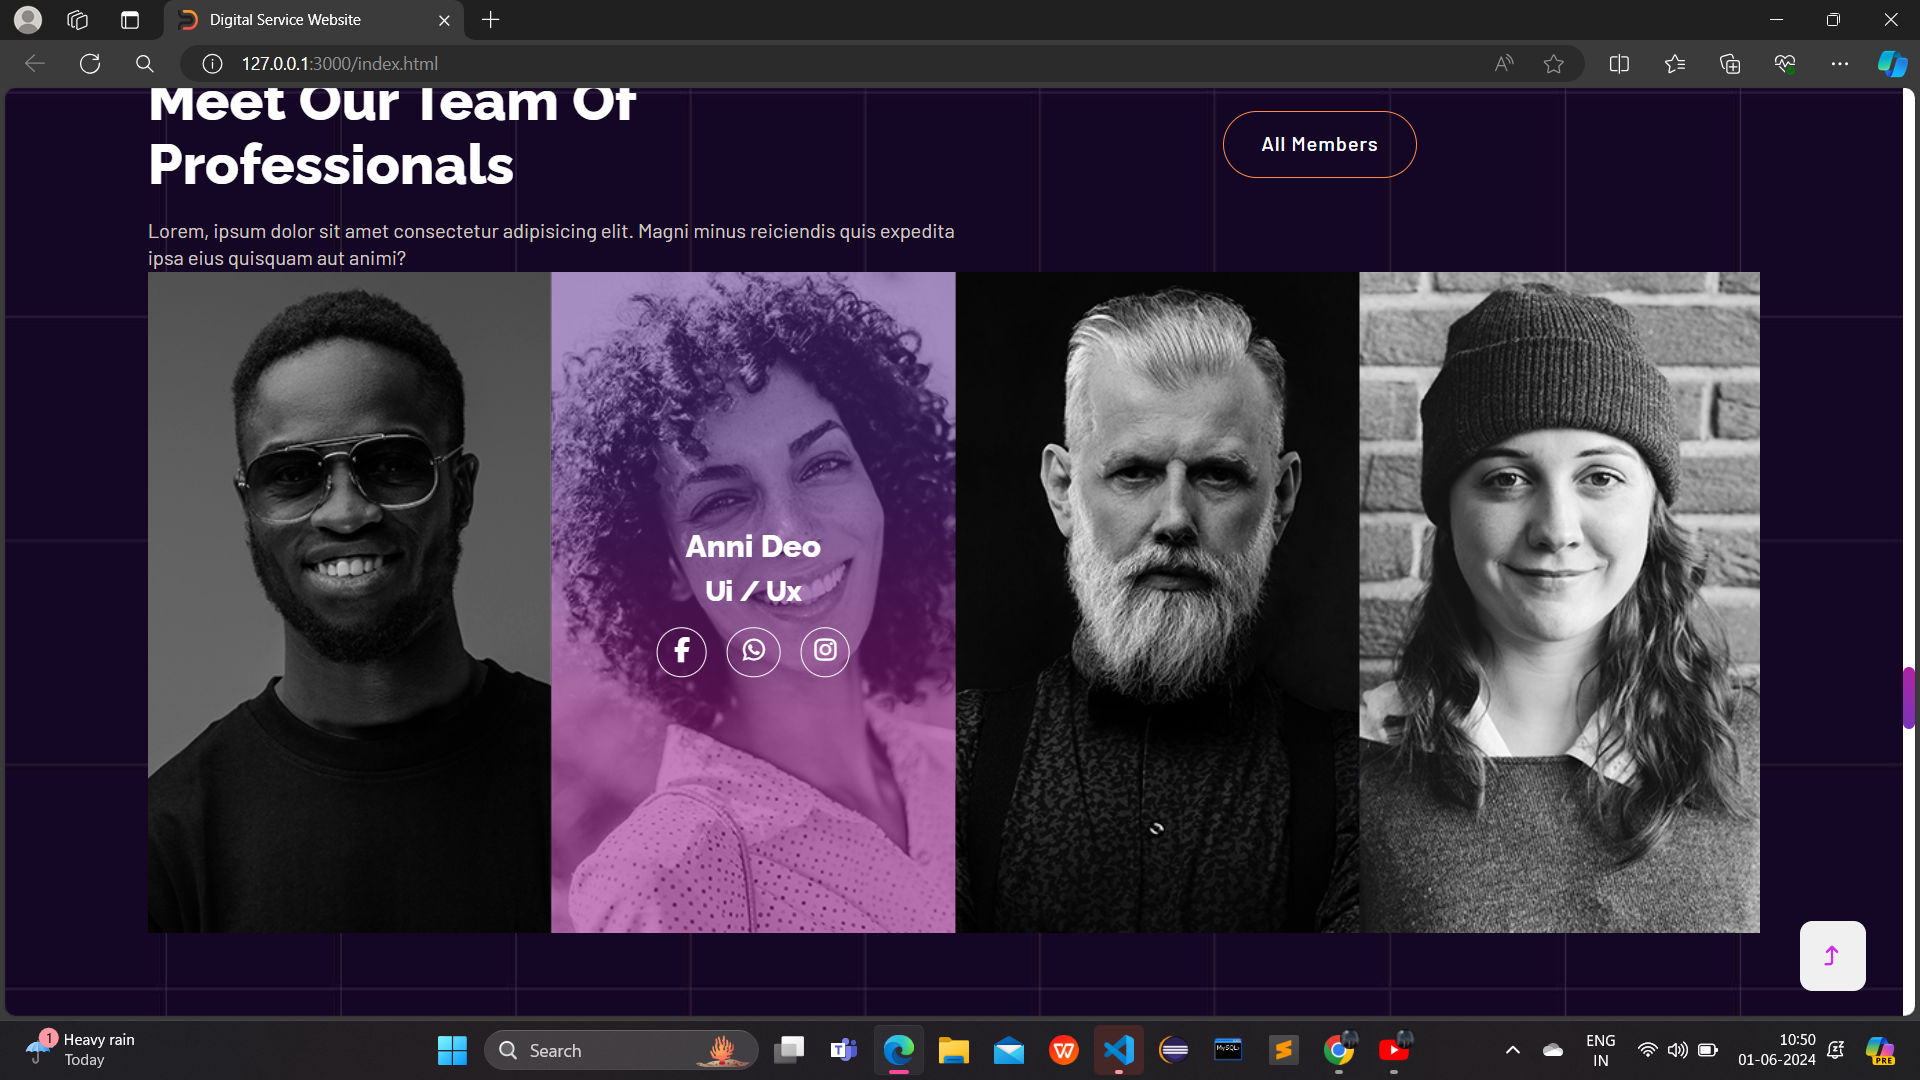 Digital Service Website
127.0.0.1:3000/index.html
Meet Our Team Of
Professionals
All Members
Lorem, ipsum dolor sit amet consectetur adipisicing elit. Magni minus reiciendis quis expedita
ipsa eius quisquam aut animi?
Anni Deo
Ui / Ux
1
Heavy rain
Today
Search
MySQL
ENG
IN
10:50
01-06-2024
PRE